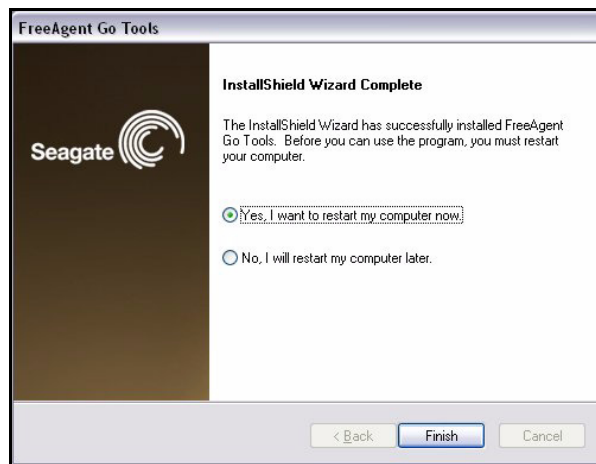 FreeAgent Go Tools
Seagate
InstallShield Wizard Complete
The InstallShield Wizard has successfully installed FreeAgent
Go Tools. Before you can use the program, you must restart
your computer.
Yes, I want to restart my computer now.
No, I will restart my computer later.
< Back
Finish
Cancel